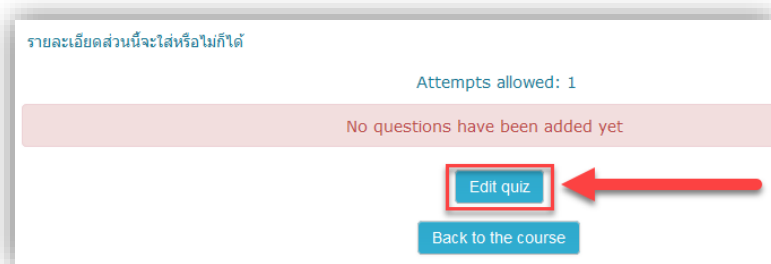 รายละเอียดส่วนนี้จะใส่หรือไม่ก็ได้
Attempts allowed: 1
No questions have been added yet
Edit quiz
Back to the course